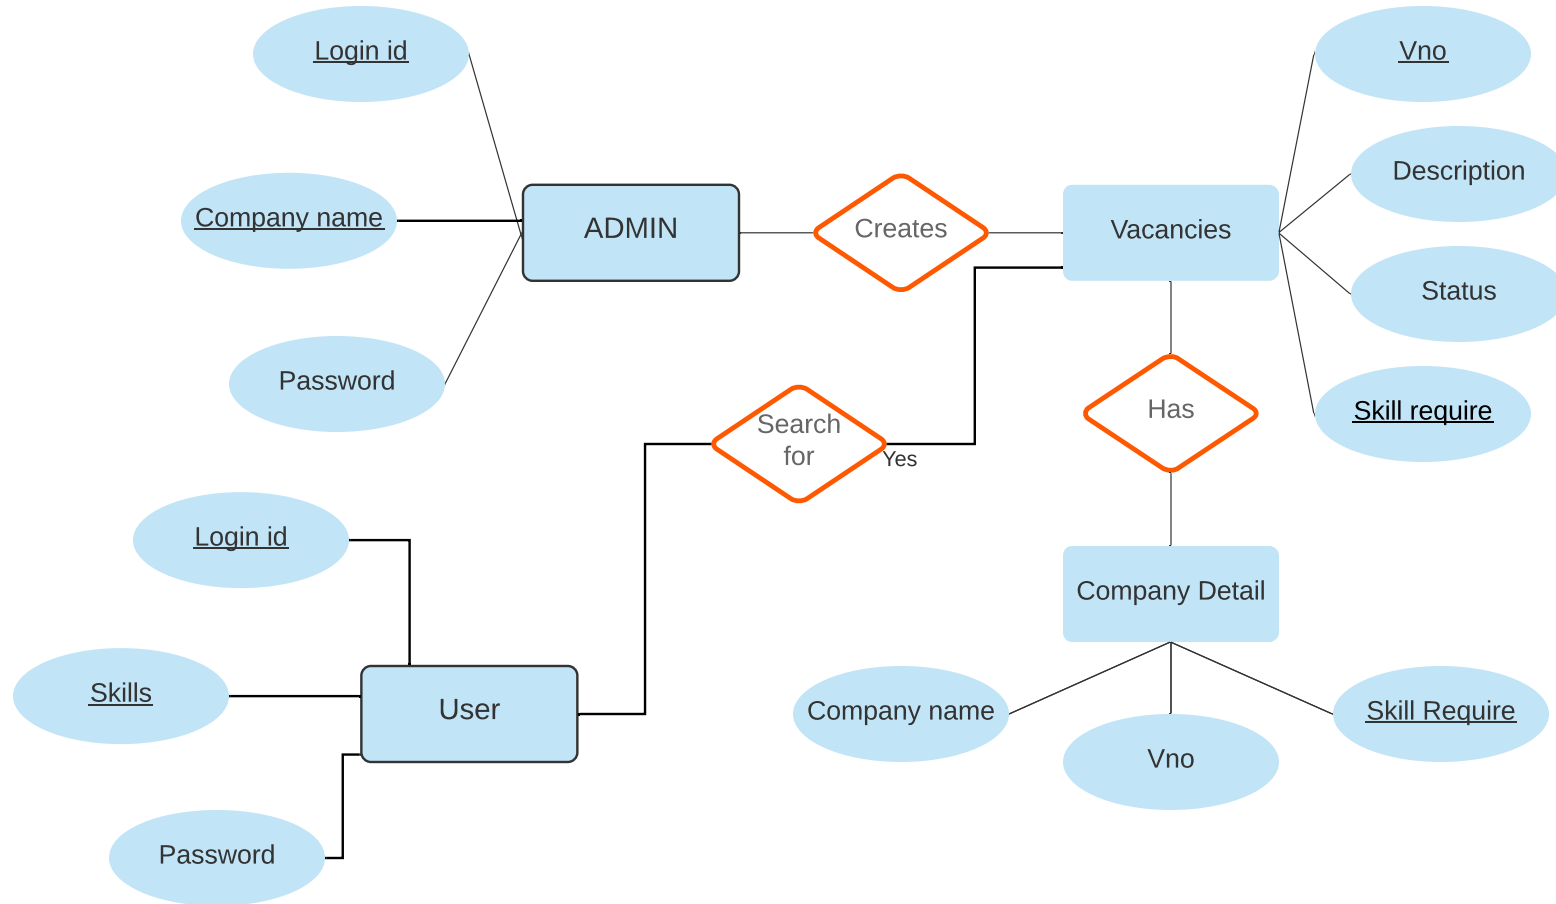 Login id
Vno
Description
Company name
ADMIN
Creates
Vacancies
Status
Password
Search
for
Yes
Has
Skill require
Login id
Company Detail
Skills
User
Company name
Vno
Skill Require
Password